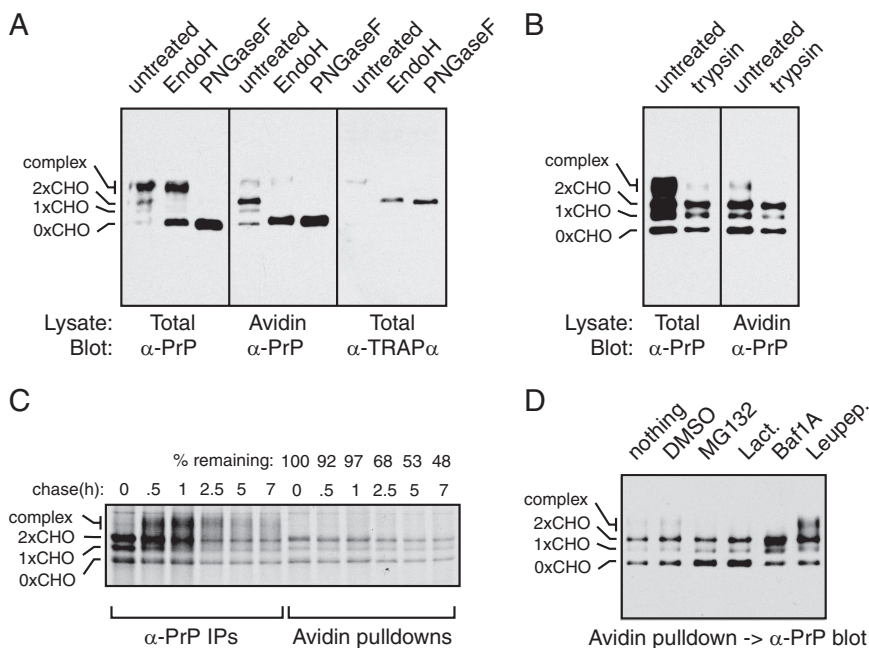 A
untreated EndoH PNGaseF untreated EndoH PNGaseF untreated EndoH PNGaseF
complex
2xCHO
1xCHO
0xCHO
Lysate: Total Avidin Total
Blot: α-PrP α-PrP α-TRAPα
B
untreated trypsin untreated trypsin
complex
2xCHO
1xCHO
0xCHO
Lysate: Total Avidin
Blot: α-PrP α-PrP
C
% remaining: 100 92 97 68 53 48
chase(h): 0 .5 1 2.5 5 7 0 .5 1 2.5 5 7
complex
2xCHO
1xCHO
0xCHO
α-PrP IPs Avidin pulldowns
D
nothing DMSO MG132 Lact. Baf1A Leupep.
complex
2xCHO
1xCHO
0xCHO
Avidin pulldown -> α-PrP blot